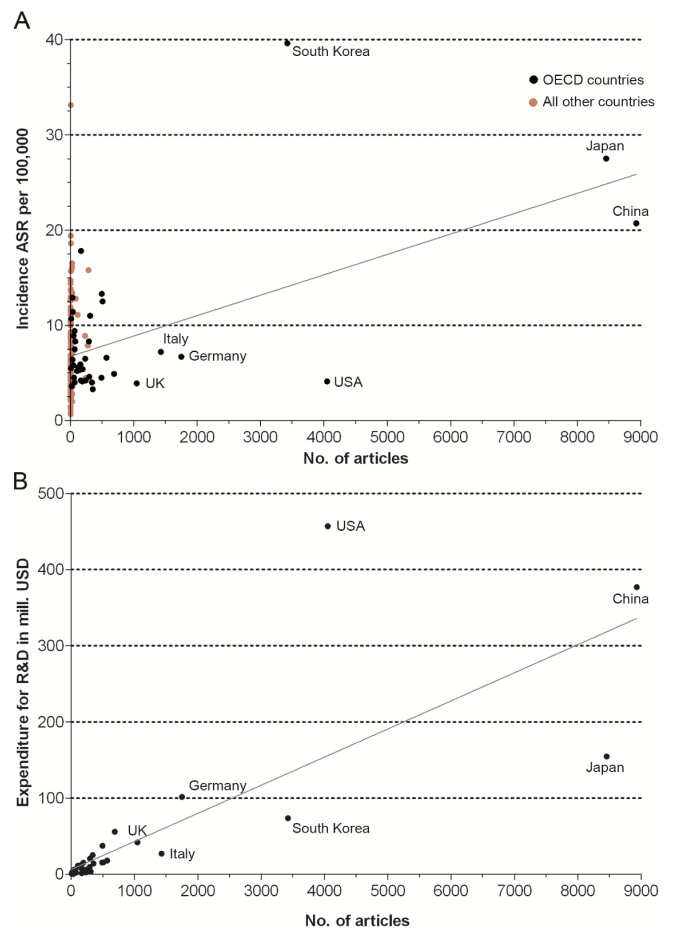 A
40
30
20
10
0
Incidence ASR per 100,000
South Korea
OECD countries
All other countries
Japan
China
Italy
Germany
UK
USA
0 1000 2000 3000 4000 5000 6000 7000 8000 9000
No. of articles
B
500
400
300
200
100
0
Expenditure for R&D in mill. USD
USA
China
Japan
Germany
South Korea
UK
Italy
0 1000 2000 3000 4000 5000 6000 7000 8000 9000
No. of articles